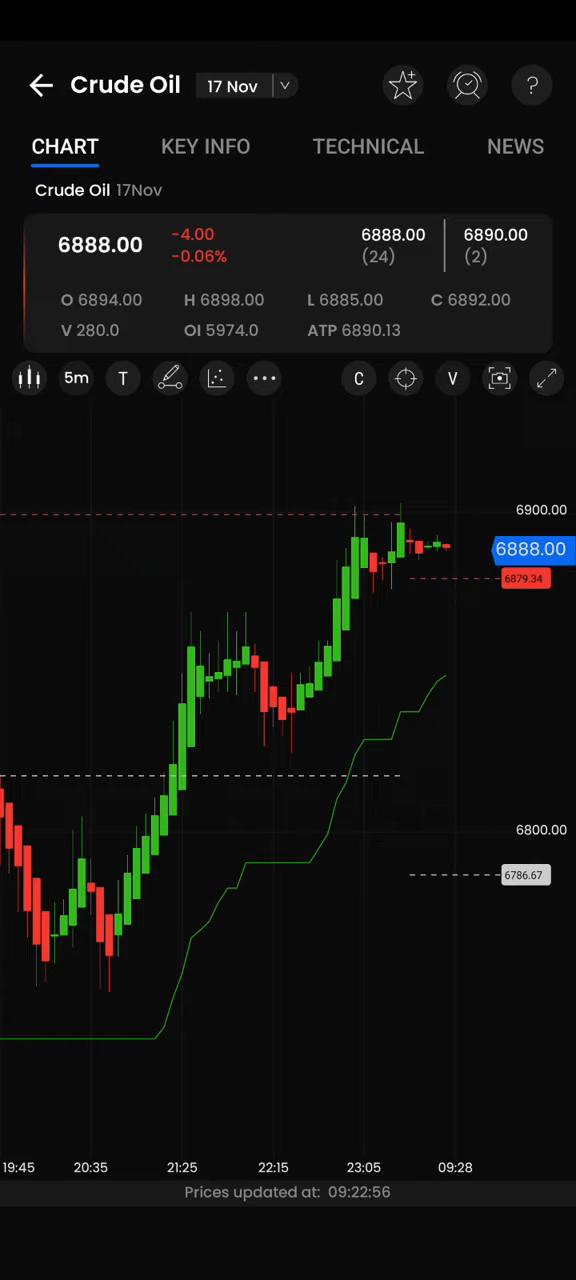 Crude Oil 17 Nov ?
CHART KEY INFO TECHNICAL NEWS
Crude Oil 17Nov
6888.00 -4.00 6888.00 6890.00
-0.06% (24) (2)
O 6894.00 H 6898.00 L 6885.00 C 6892.00
V 280.0 OI 5974.0 ATP 6890.13
5m T C V
6900.00
6888.00
6879.34
6800.00
6786.67
19:45 20:35 21:25 22:15 23:05 09:28
Prices updated at: 09:22:56